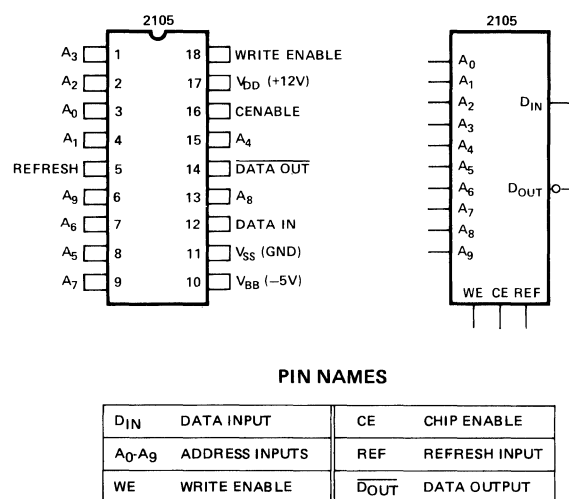 2105
A3 1 18 WRITE ENABLE
A2 2 17 VDD (+12V)
A0 3 16 CENABLE
A1 4 15 A4
REFRESH 5 14 DATA OUT
A9 6 13 A8
A6 7 12 DATA IN
A5 8 11 VSS (GND)
A7 9 10 VBB (−5V)
2105
A0
A1
A2
DIN
A3
A4
A5
A6
DOUT
A7
A8
A9
WE CE REF
PIN NAMES
DIN DATA INPUT CE CHIP ENABLE
A0-A9 ADDRESS INPUTS REF REFRESH INPUT
WE WRITE ENABLE DOUT DATA OUTPUT